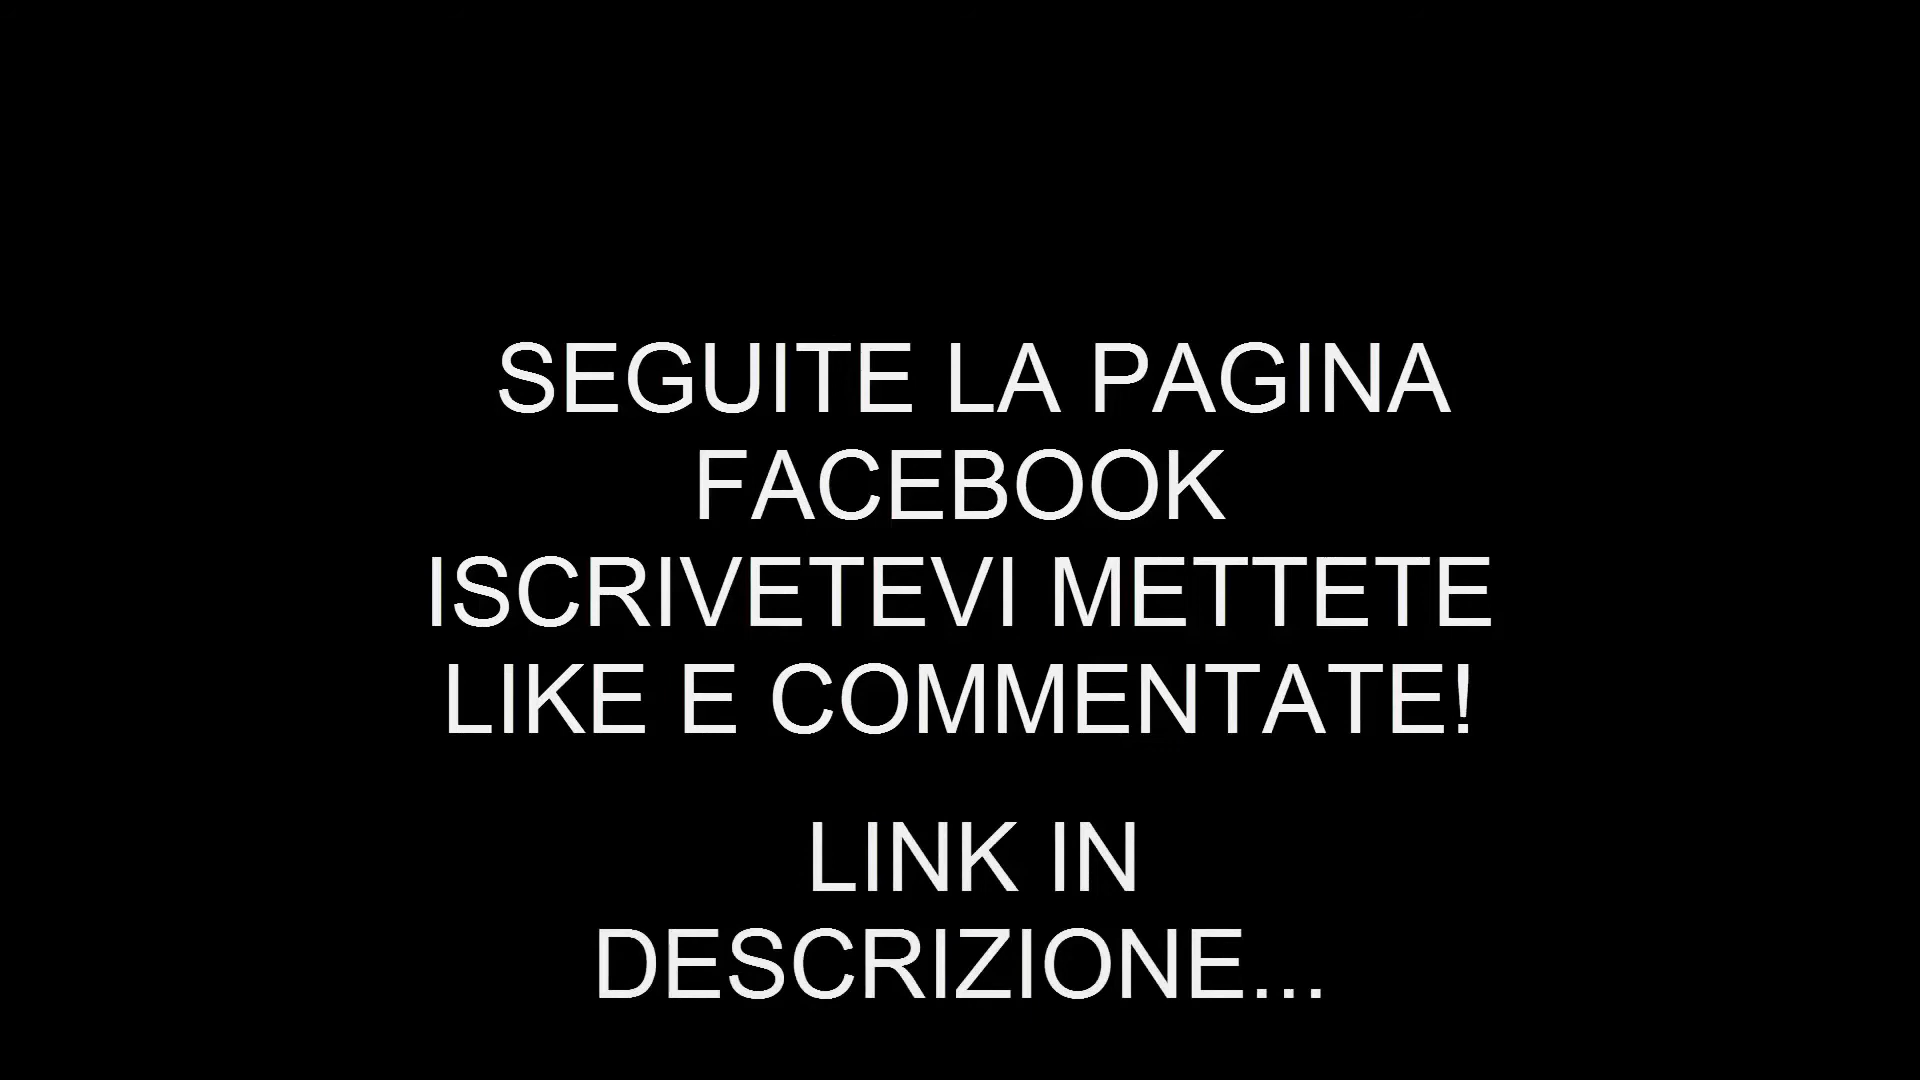 SEGUITE LA PAGINA
FACEBOOK
ISCRIVETEVI METTETE
LIKE E COMMENTATE!
LINK IN
DESCRIZIONE...